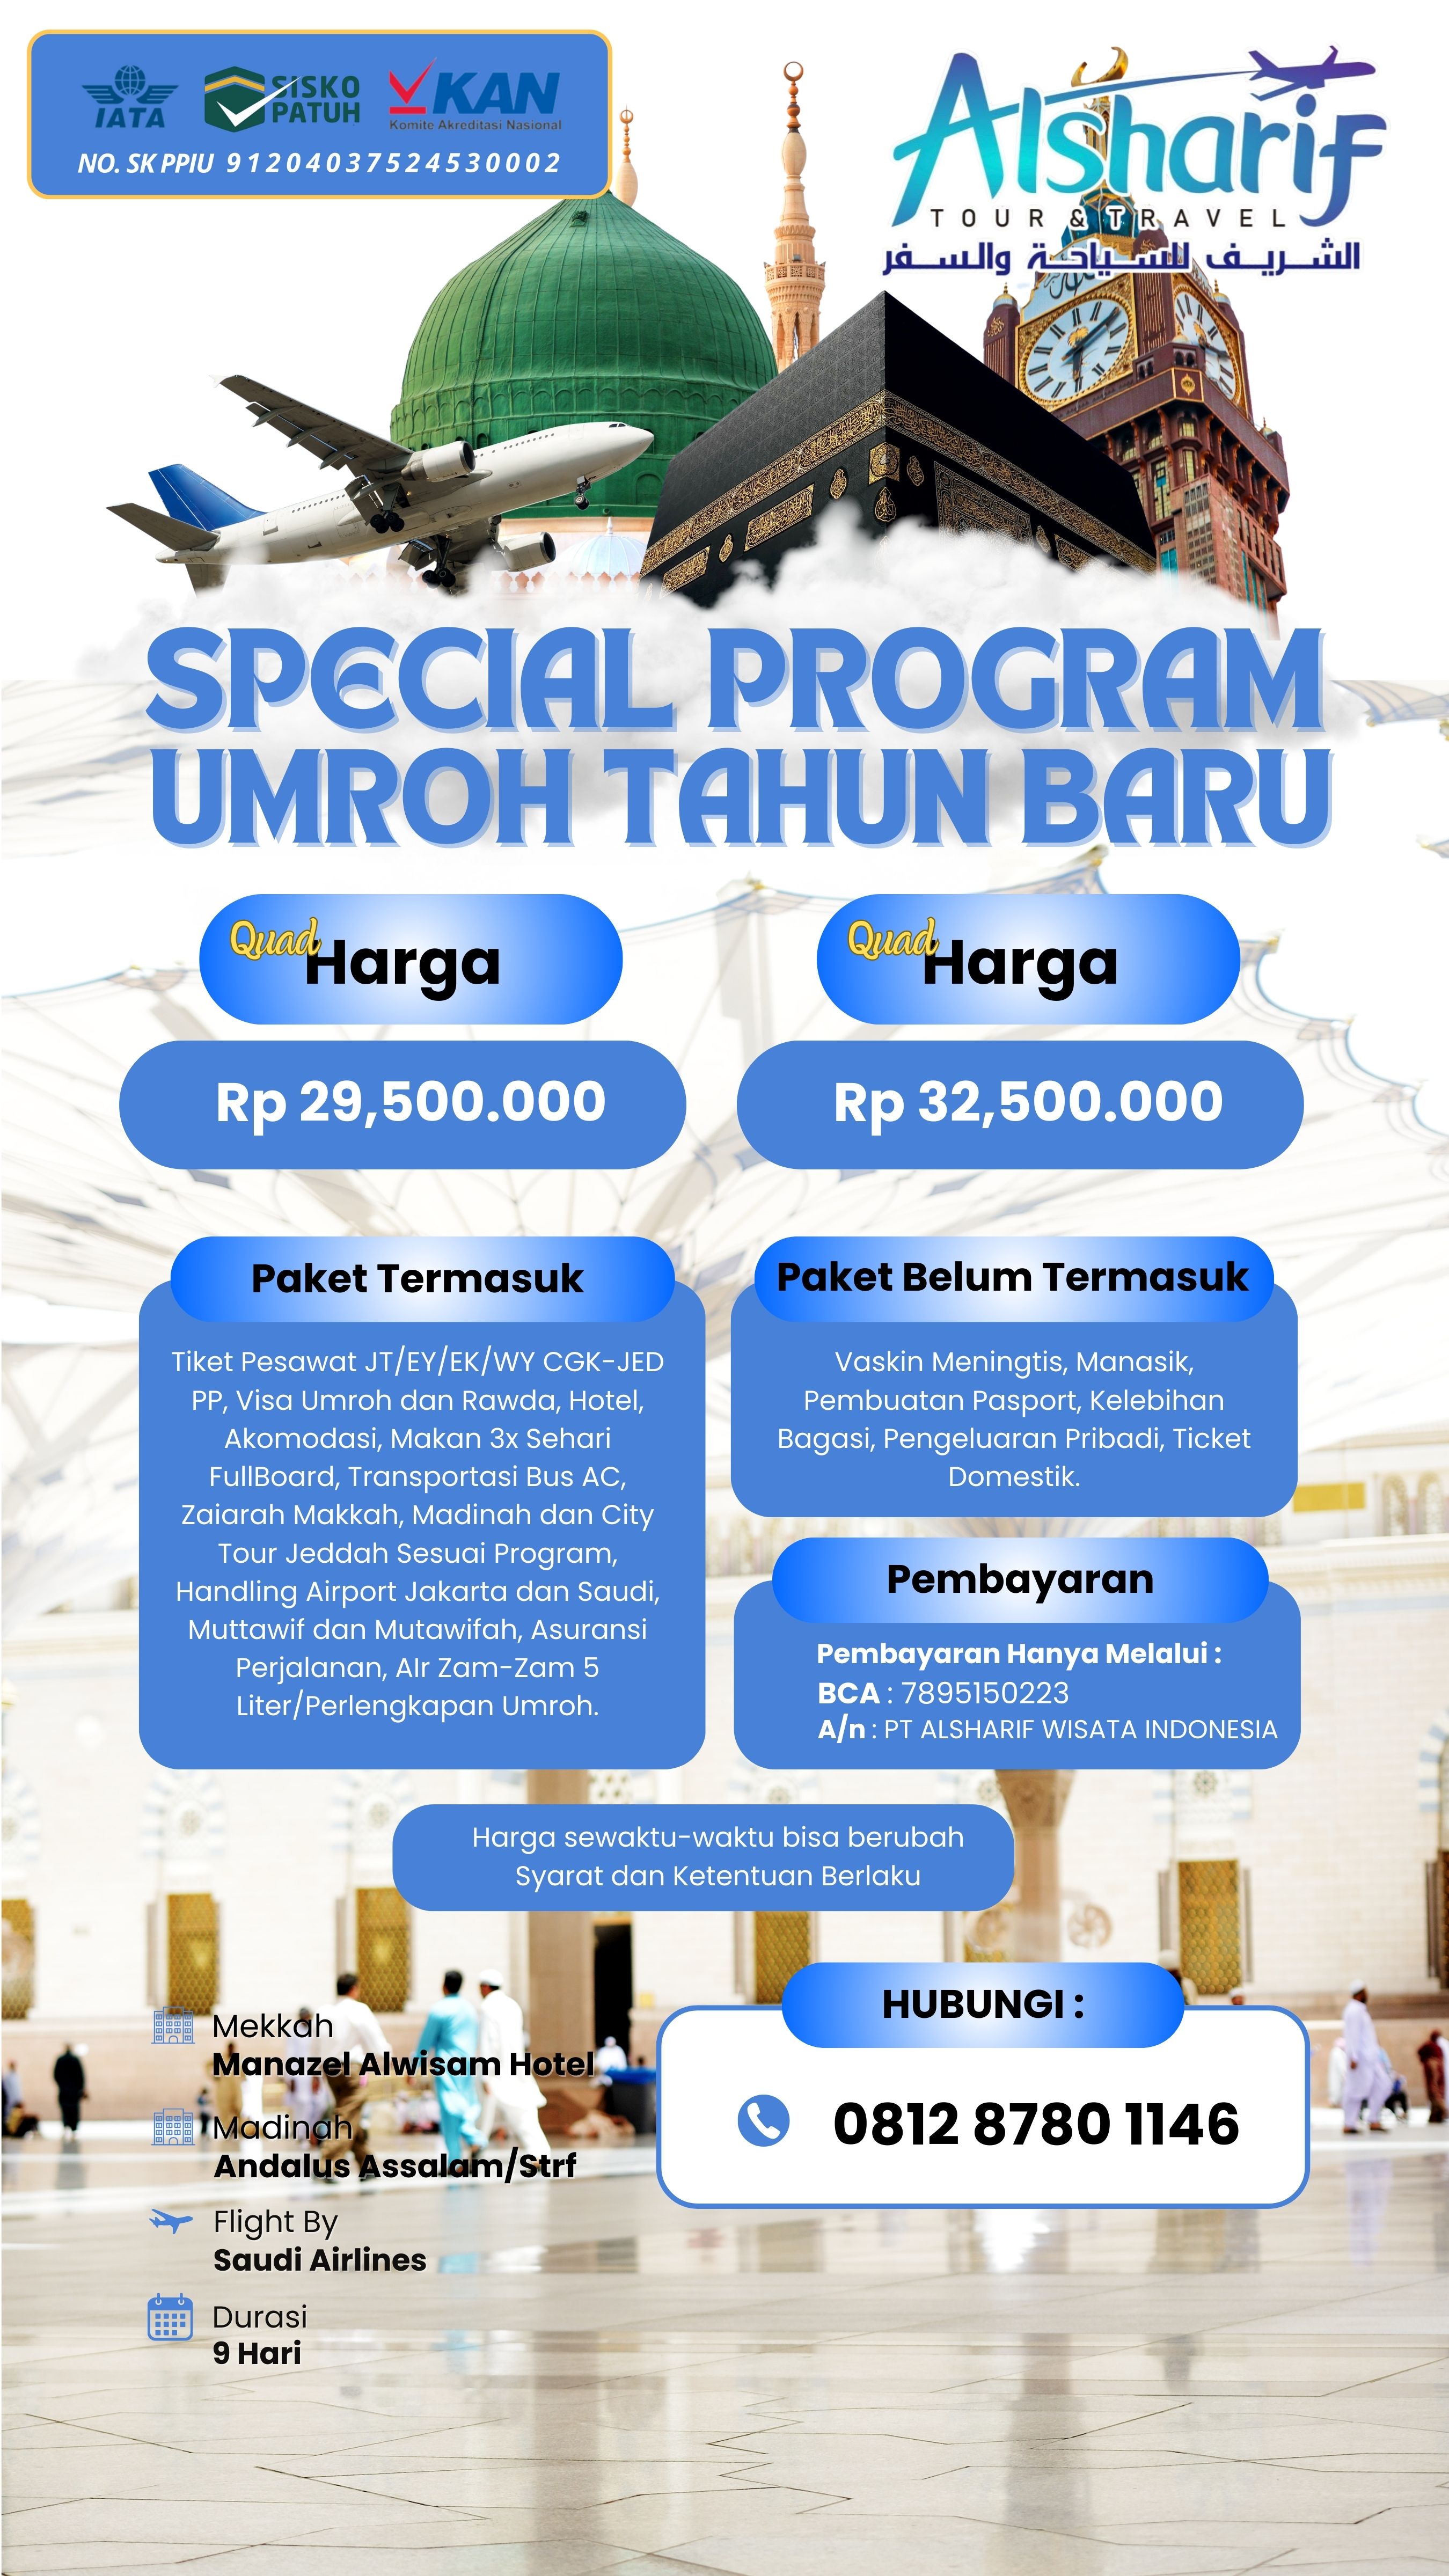 IATA
SISKO
PATUH
KAN
Komite Akreditasi Nasional
NO. SK PPIU 91204037524530002
Alsharif
TOUR & TRAVEL
الشريف للسياحة والسفر
SPECIAL PROGRAM
UMROH TAHUN BARU
Quad Harga
Rp 29,500.000
Quad Harga
Rp 32,500.000
Paket Termasuk
Tiket Pesawat JT/EY/EK/WY CGK-JED
PP, Visa Umroh dan Rawda, Hotel,
Akomodasi, Makan 3x Sehari
FullBoard, Transportasi Bus AC,
Zaiarah Makkah, Madinah dan City
Tour Jeddah Sesuai Program,
Handling Airport Jakarta dan Saudi,
Muttawif dan Mutawifah, Asuransi
Perjalanan, AIr Zam-Zam 5
Liter/Perlengkapan Umroh.
Paket Belum Termasuk
Vaskin Meningtis, Manasik,
Pembuatan Pasport, Kelebihan
Bagasi, Pengeluaran Pribadi, Ticket
Domestik.
Pembayaran
Pembayaran Hanya Melalui :
BCA : 7895150223
A/n : PT ALSHARIF WISATA INDONESIA
Harga sewaktu-waktu bisa berubah
Syarat dan Ketentuan Berlaku
Mekkah
Manazel Alwisam Hotel
Madinah
Andalus Assalam/Strf
Flight By
Saudi Airlines
Durasi
9 Hari
HUBUNGI :
0812 8780 1146